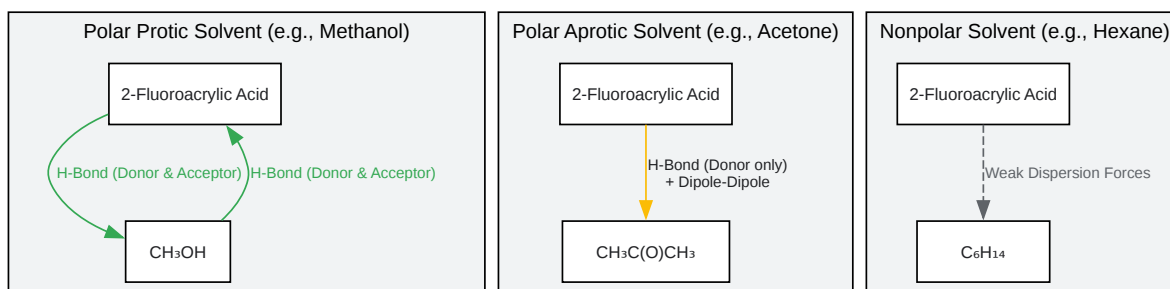 Polar Protic Solvent (e.g., Methanol)
2-Fluoroacrylic Acid
H-Bond (Donor & Acceptor)
H-Bond (Donor & Acceptor)
CH₃OH
Polar Aprotic Solvent (e.g., Acetone)
2-Fluoroacrylic Acid
H-Bond (Donor only)
+ Dipole-Dipole
CH₃C(O)CH₃
Nonpolar Solvent (e.g., Hexane)
2-Fluoroacrylic Acid
Weak Dispersion Forces
C₆H₁₄